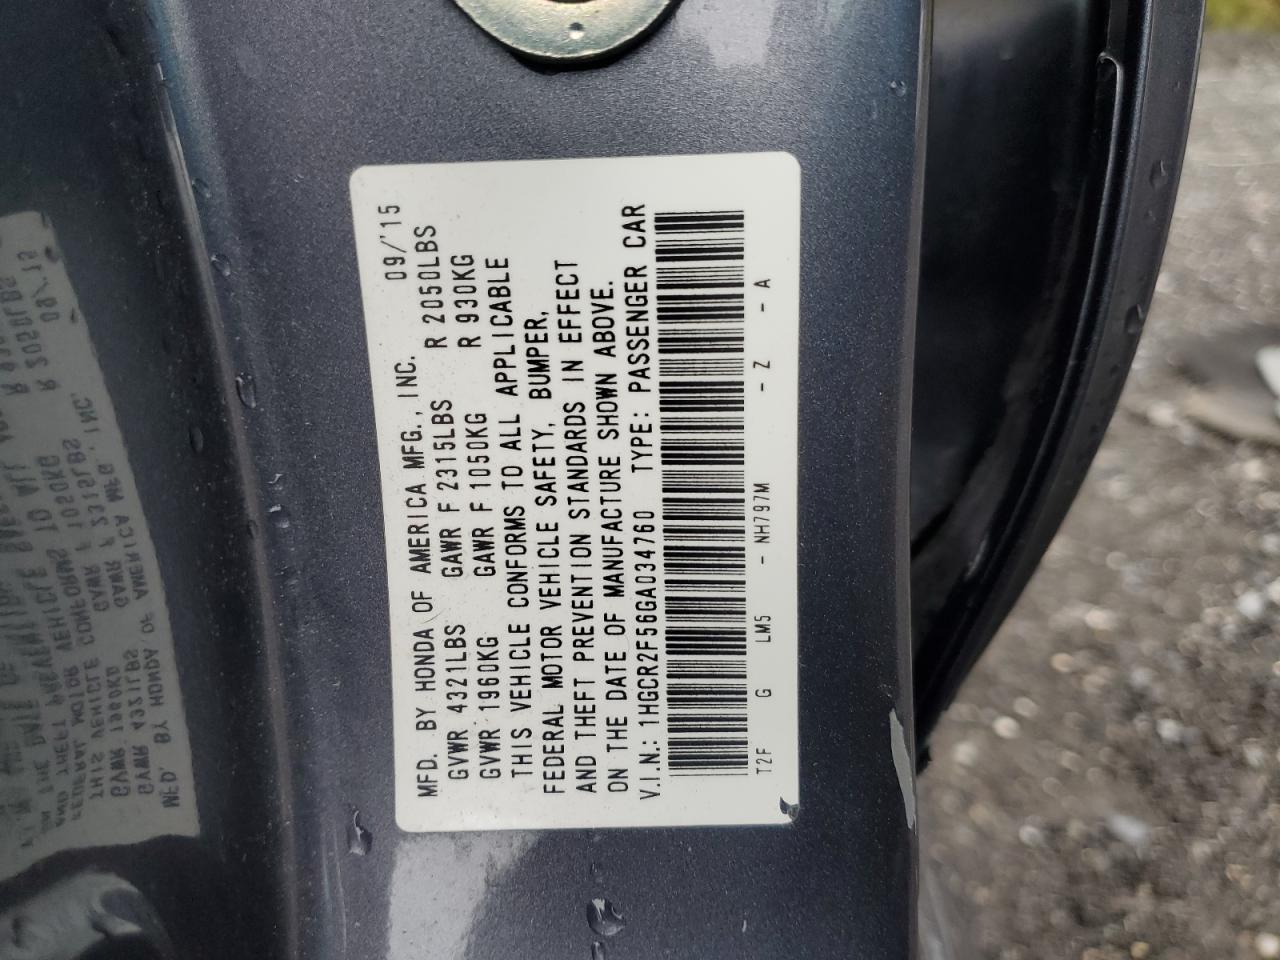 MFD. BY HONDA OF AMERICA MFG., INC. 09/'15
GVWR 4321LBS GAWR F 2315LBS R 2050LBS
GVWR 1960KG GAWR F 1050KG R 930KG
THIS VEHICLE CONFORMS TO ALL APPLICABLE
FEDERAL MOTOR VEHICLE SAFETY, BUMPER,
AND THEFT PREVENTION STANDARDS IN EFFECT
ON THE DATE OF MANUFACTURE SHOWN ABOVE.
V.I.N.: 1HGCR2F56GA034760 TYPE: PASSENGER CAR
T2F G LM5 - NH797M - Z - A